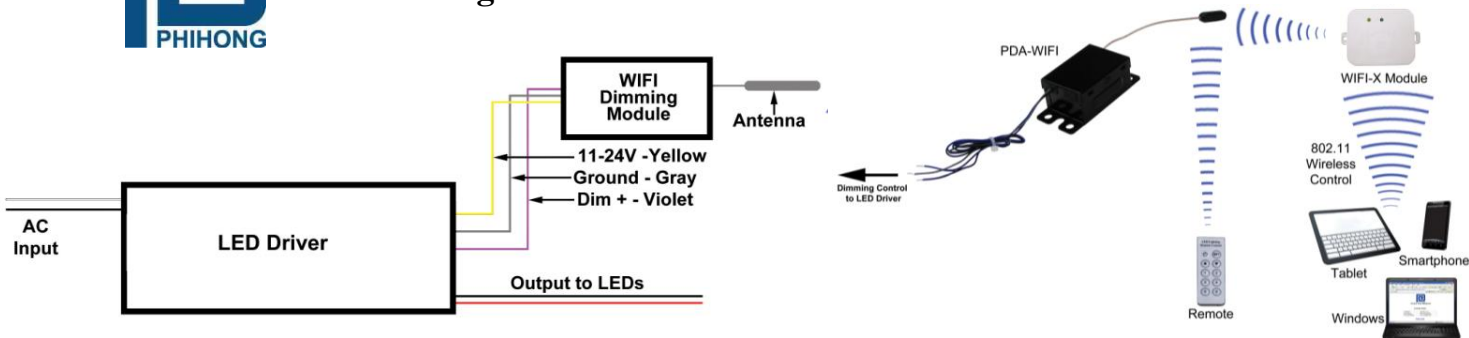 PHIHONG
WIFI
Dimming
Module
Antenna
11-24V -Yellow
Ground - Gray
Dim + - Violet
AC
Input
LED Driver
Output to LEDs
PDA-WIFI
WIFI-X Module
802.11
Wireless
Control
Dimming Control
to LED Driver
Tablet
Smartphone
Remote
Windows